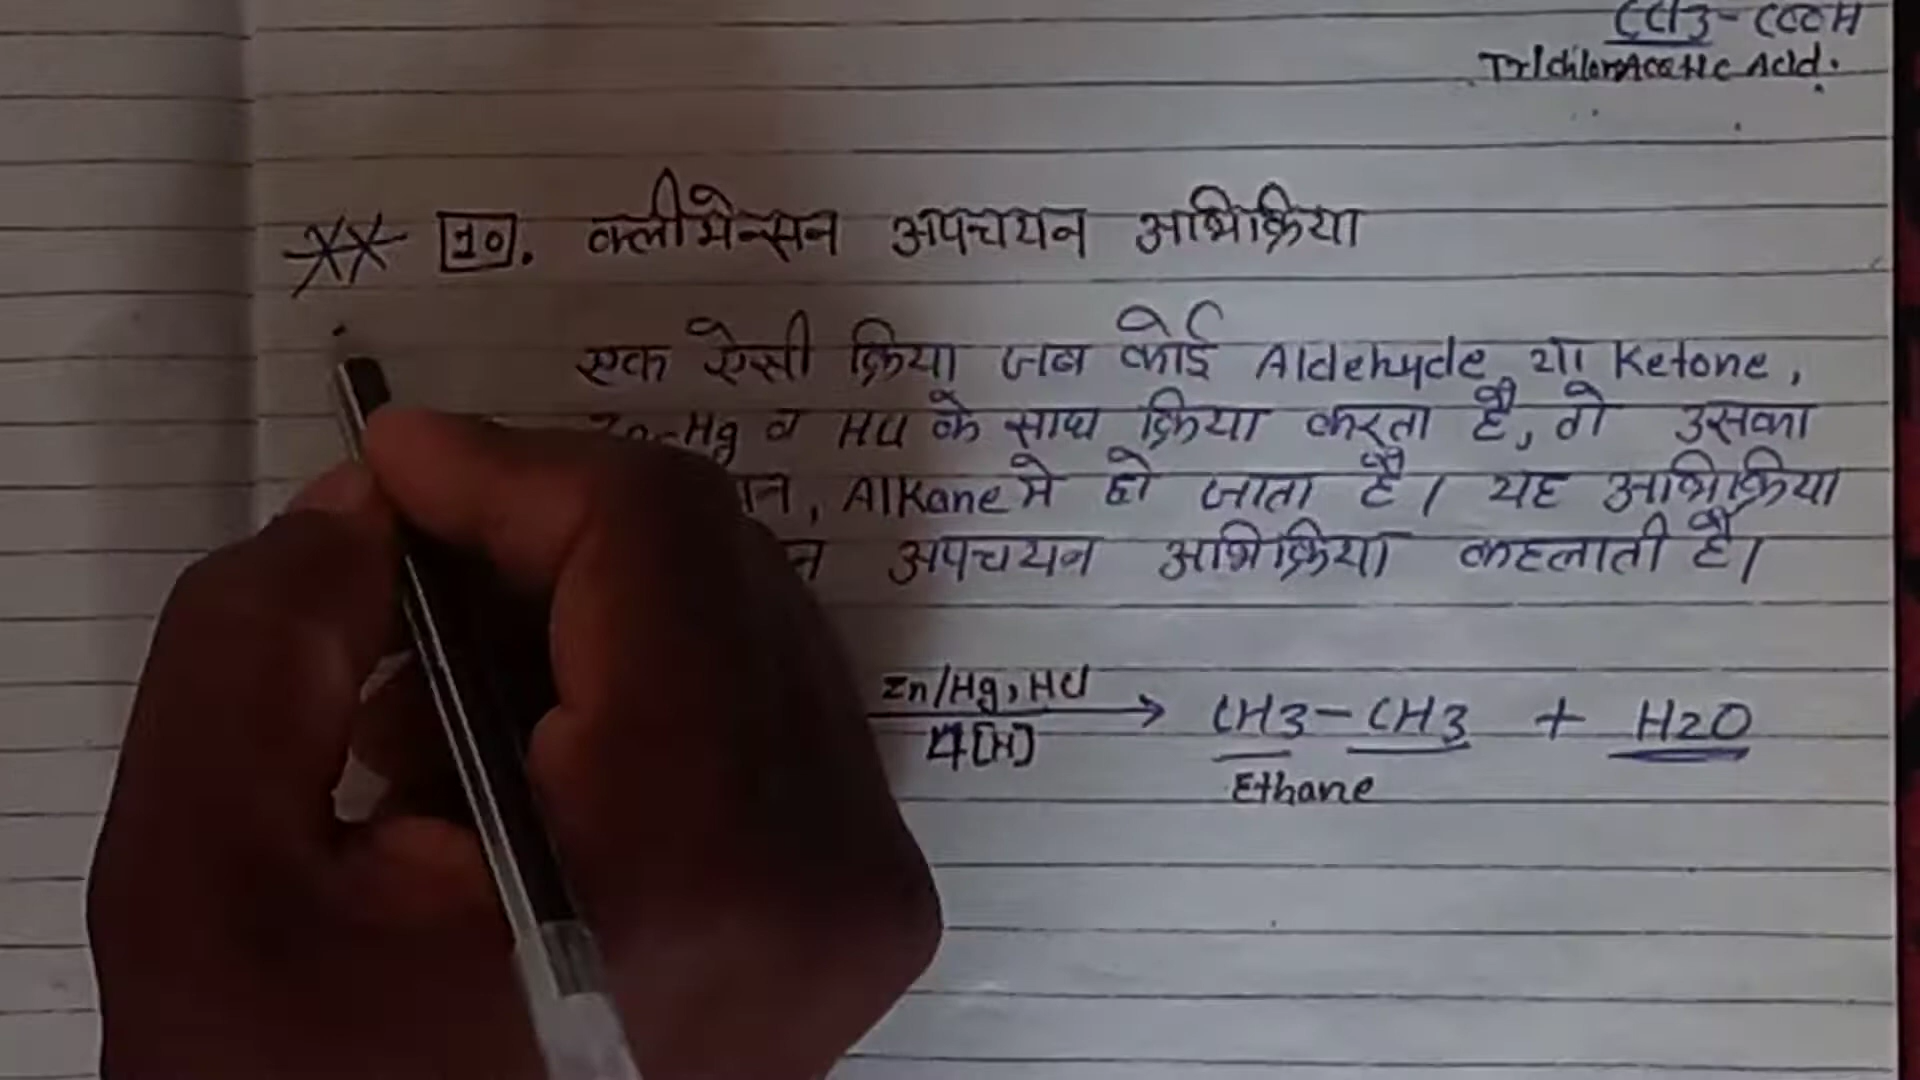 CCl3-COOH
TrichloroAcetic Acid.
** 10. क्लीमेन्सन अपचयन अभिक्रिया
एक ऐसी क्रिया जब कोई Aldehyde या Ketone,
Zn-Hg व HCl के साथ क्रिया करता है, तो उसका
Alkane मे हो जाता है। यह अभिक्रिया
अपचयन अभिक्रिया कहलाती है।
Zn/Hg, HCl
4[H]
CH3-CH3 + H2O
Ethane